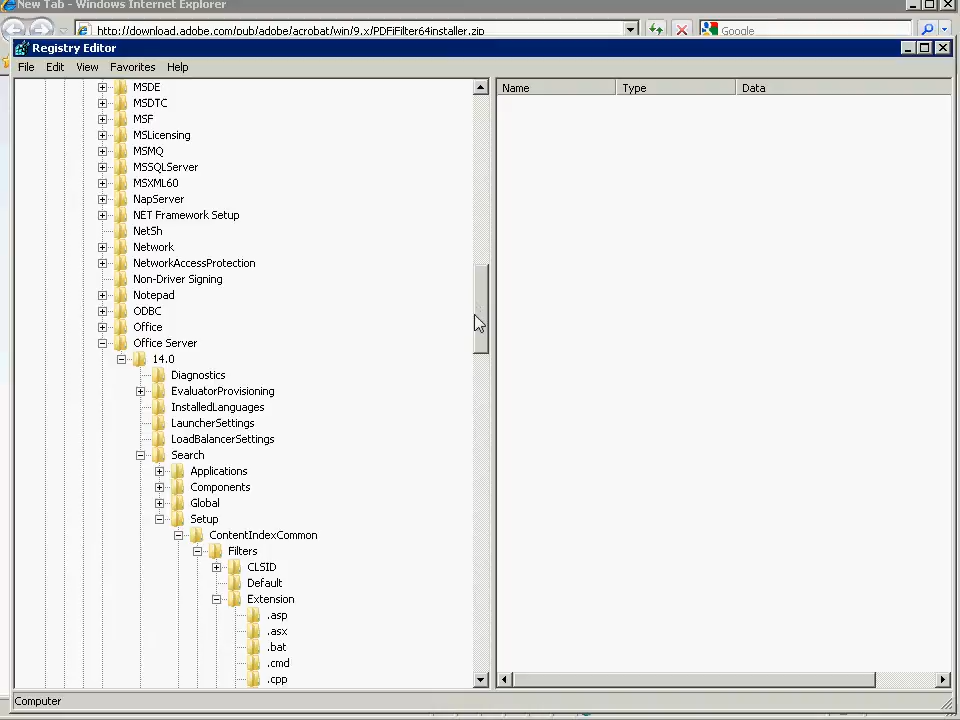 New Tab - Windows Internet Explorer
http://download.adobe.com/pub/adobe/acrobat/win/9.x/PDFiFilter64installer.zip
Google
Registry Editor
File Edit View Favorites Help
Name Type Data
MSDE
MSDTC
MSF
MSLicensing
MSMQ
MSSQLServer
MSXML60
NapServer
NET Framework Setup
NetSh
Network
NetworkAccessProtection
Non-Driver Signing
Notepad
ODBC
Office
Office Server
14.0
Diagnostics
EvaluatorProvisioning
InstalledLanguages
LauncherSettings
LoadBalancerSettings
Search
Applications
Components
Global
Setup
ContentIndexCommon
Filters
CLSID
Default
Extension
.asp
.asx
.bat
.cmd
.cpp
Computer